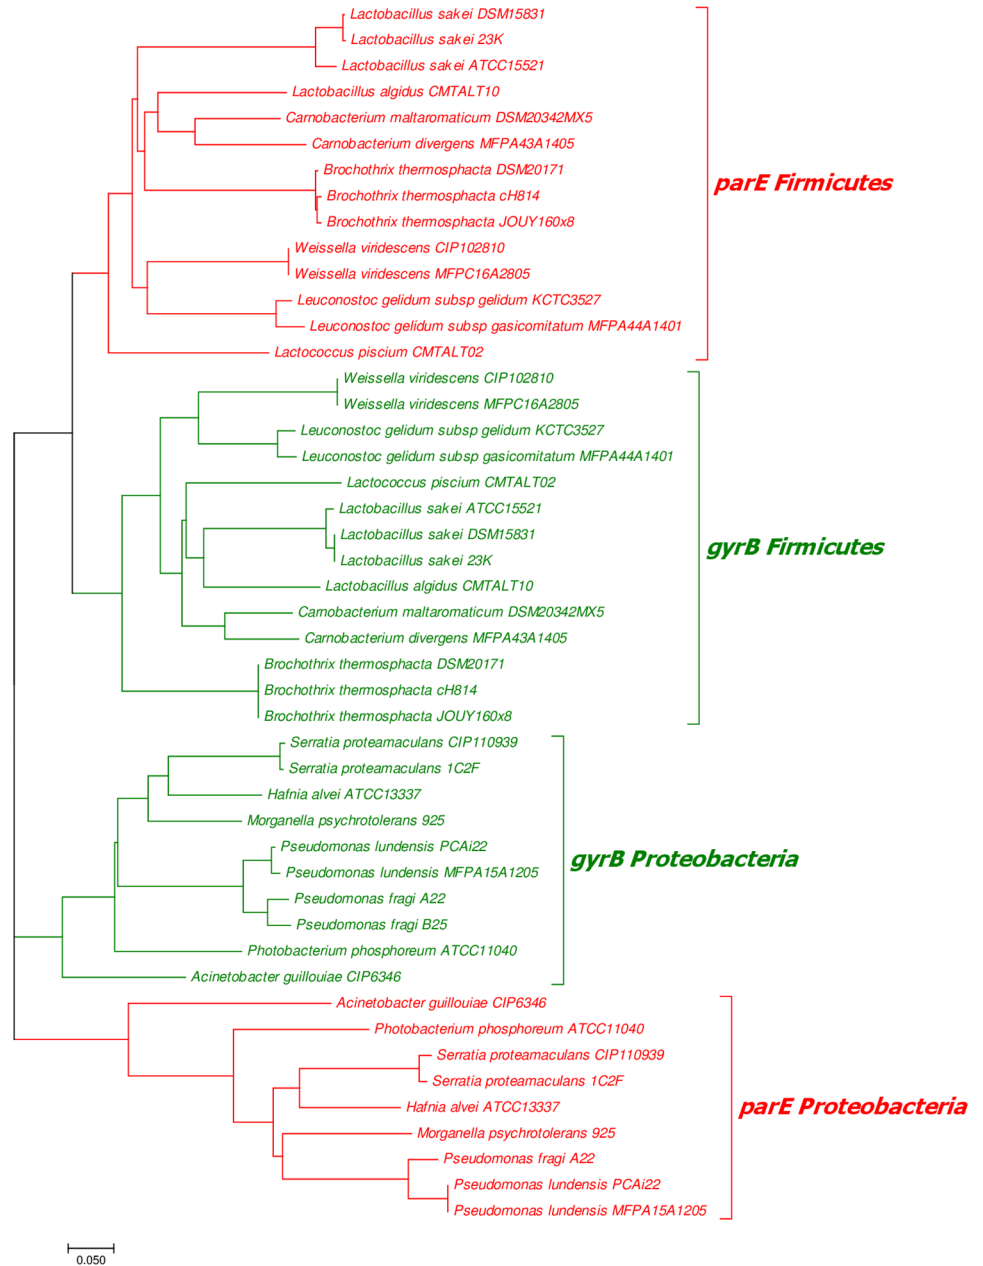 Lactobacillus sakei DSM15831
Lactobacillus sakei 23K
Lactobacillus sakei ATCC15521
Lactobacillus algidus CMTALT10
Carnobacterium maltaromaticum DSM20342MX5
Carnobacterium divergens MFPA43A1405
Brochothrix thermosphacta DSM20171
parE Firmicutes
Brochothrix thermosphacta cH814
Brochothrix thermosphacta JOUY160x8
Weissella viridescens CIP102810
Weissella viridescens MFPC16A2805
Leuconostoc gelidum subsp gelidum KCTC3527
Leuconostoc gelidum subsp gasicomitatum MFPA44A1401
Lactococcus piscium CMTALT02
Weissella viridescens CIP102810
Weissella viridescens MFPC16A2805
Leuconostoc gelidum subsp gelidum KCTC3527
Leuconostoc gelidum subsp gasicomitatum MFPA44A1401
Lactococcus piscium CMTALT02
Lactobacillus sakei ATCC15521
Lactobacillus sakei DSM15831
gyrB Firmicutes
Lactobacillus sakei 23K
Lactobacillus algidus CMTALT10
Carnobacterium maltaromaticum DSM20342MX5
Carnobacterium divergens MFPA43A1405
Brochothrix thermosphacta DSM20171
Brochothrix thermosphacta cH814
Brochothrix thermosphacta JOUY160x8
Serratia proteamaculans CIP110939
Serratia proteamaculans 1C2F
Hafnia alvei ATCC13337
Morganella psychrotolerans 925
Pseudomonas lundensis PCAi22
gyrB Proteobacteria
Pseudomonas lundensis MFPA15A1205
Pseudomonas fragi A22
Pseudomonas fragi B25
Photobacterium phosphoreum ATCC11040
Acinetobacter guillouiae CIP6346
Acinetobacter guillouiae CIP6346
Photobacterium phosphoreum ATCC11040
Serratia proteamaculans CIP110939
Serratia proteamaculans 1C2F
Hafnia alvei ATCC13337
parE Proteobacteria
Morganella psychrotolerans 925
Pseudomonas fragi A22
Pseudomonas lundensis PCAi22
Pseudomonas lundensis MFPA15A1205
0.050